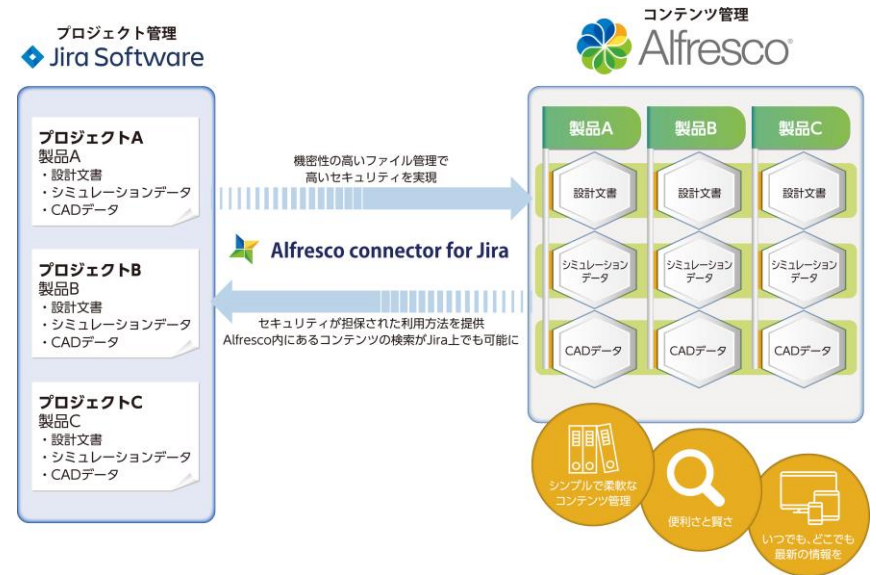 プロジェクト管理
Jira Software
プロジェクトA
製品A
・設計文書
・シミュレーションデータ
・CADデータ
プロジェクトB
製品B
・設計文書
・シミュレーションデータ
・CADデータ
プロジェクトC
製品C
・設計文書
・シミュレーションデータ
・CADデータ
機密性の高いファイル管理で
高いセキュリティを実現
Alfresco connector for Jira
セキュリティが担保された利用方法を提供
Alfresco内にあるコンテンツの検索がJira上でも可能に
コンテンツ管理
Alfresco
製品A
製品B
製品C
設計文書
設計文書
設計文書
シミュレーション
データ
シミュレーション
データ
シミュレーション
データ
CADデータ
CADデータ
CADデータ
シンプルで柔軟な
コンテンツ管理
便利さと賢さ
いつでも、どこでも
最新の情報を